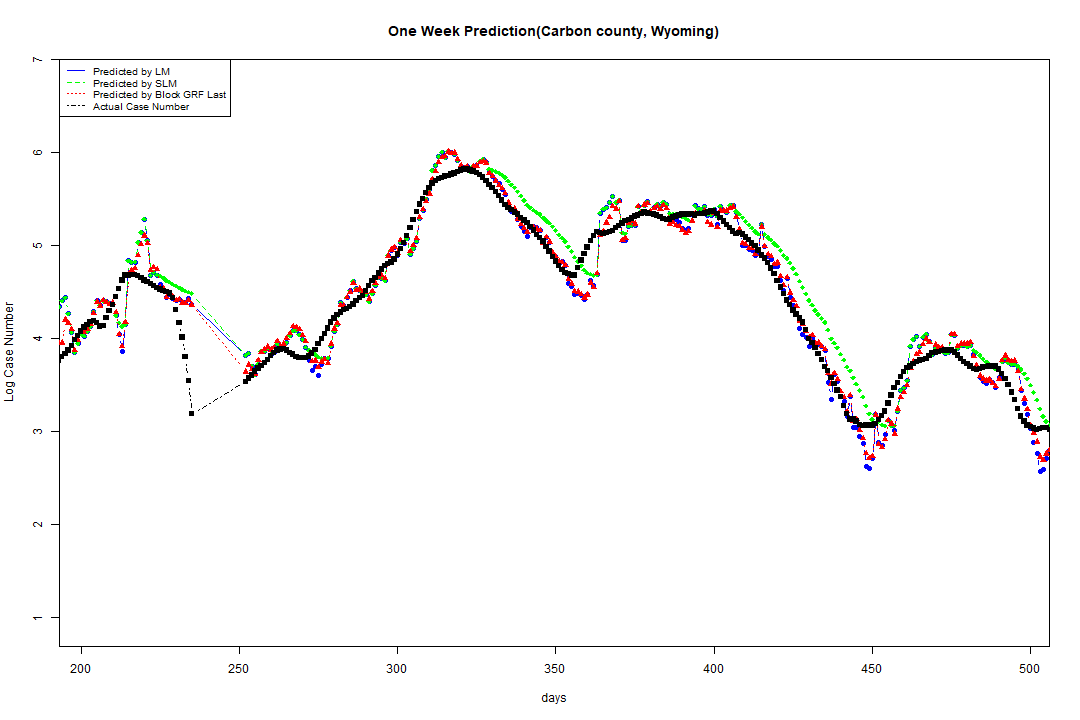 One Week Prediction(Carbon county, Wyoming)
Predicted by LM
Predicted by SLM
Predicted by Block GRF Last
Actual Case Number
Log Case Number
7
6
5
4
3
2
1
200 250 300 350 400 450 500
days